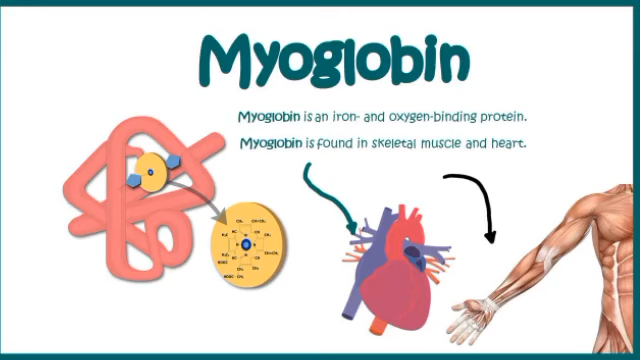 Myoglobin
Myoglobin is an iron- and oxygen-binding protein.
Myoglobin is found in skeletal muscle and heart.